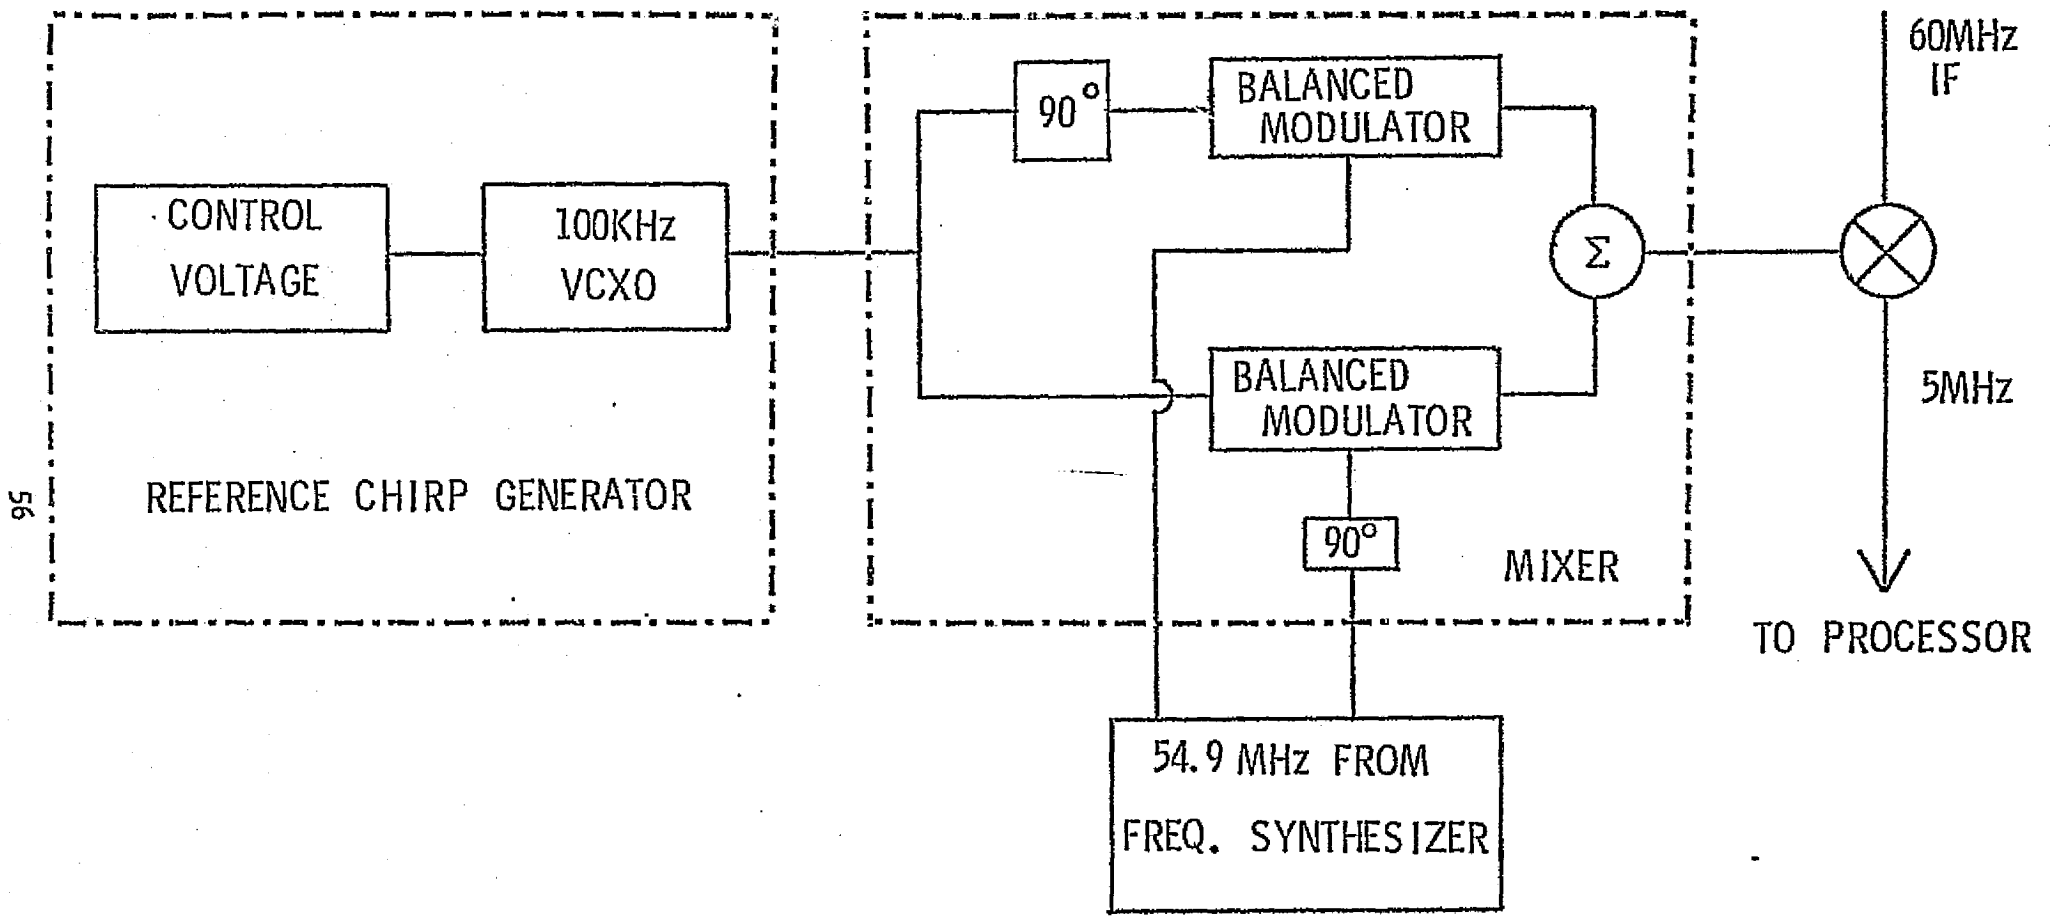 CONTROL
VOLTAGE
100KHz
VCXO
REFERENCE CHIRP GENERATOR
90°
BALANCED
MODULATOR
Σ
BALANCED
MODULATOR
90°
MIXER
54.9 MHz FROM
FREQ. SYNTHESIZER
60MHz
IF
5MHz
TO PROCESSOR
56